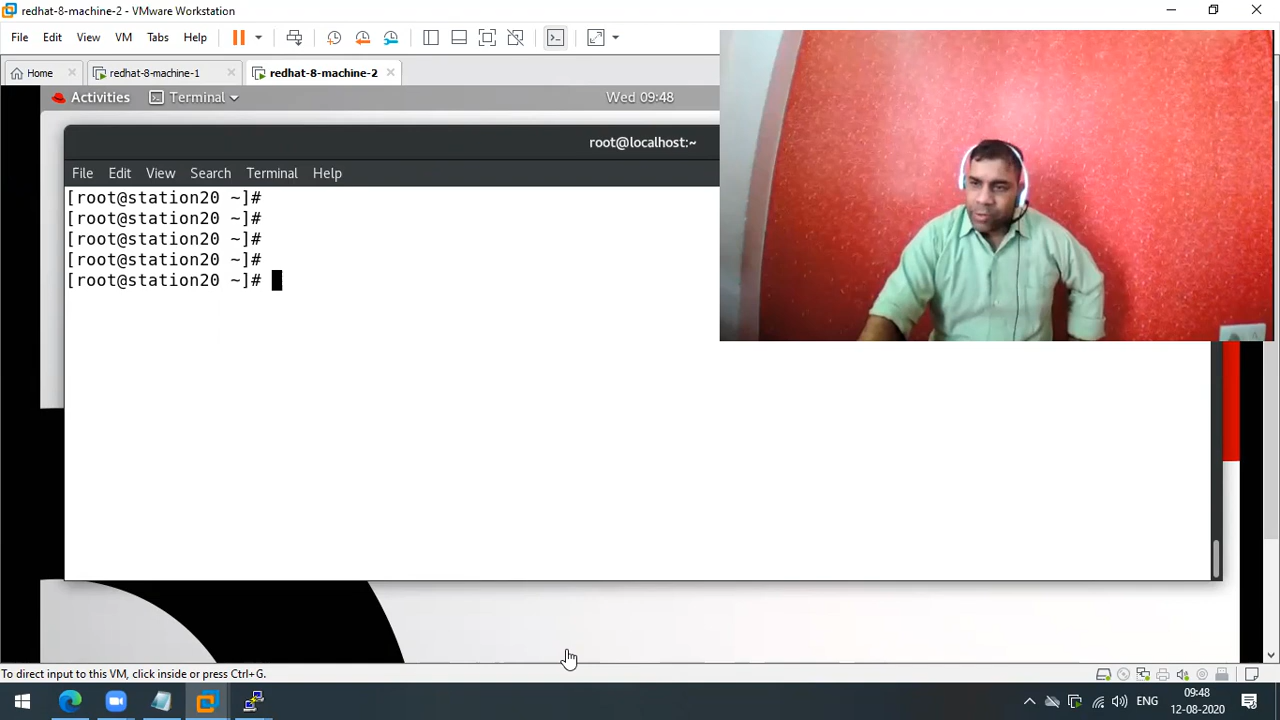 redhat-8-machine-2 - VMware Workstation
File Edit View VM Tabs Help
Home redhat-8-machine-1 redhat-8-machine-2
Activities Terminal Wed 09:48
root@localhost:~
File Edit View Search Terminal Help
[root@station20 ~]#
[root@station20 ~]#
[root@station20 ~]#
[root@station20 ~]#
[root@station20 ~]#
To direct input to this VM, click inside or press Ctrl+G.
ENG
09:48
12-08-2020